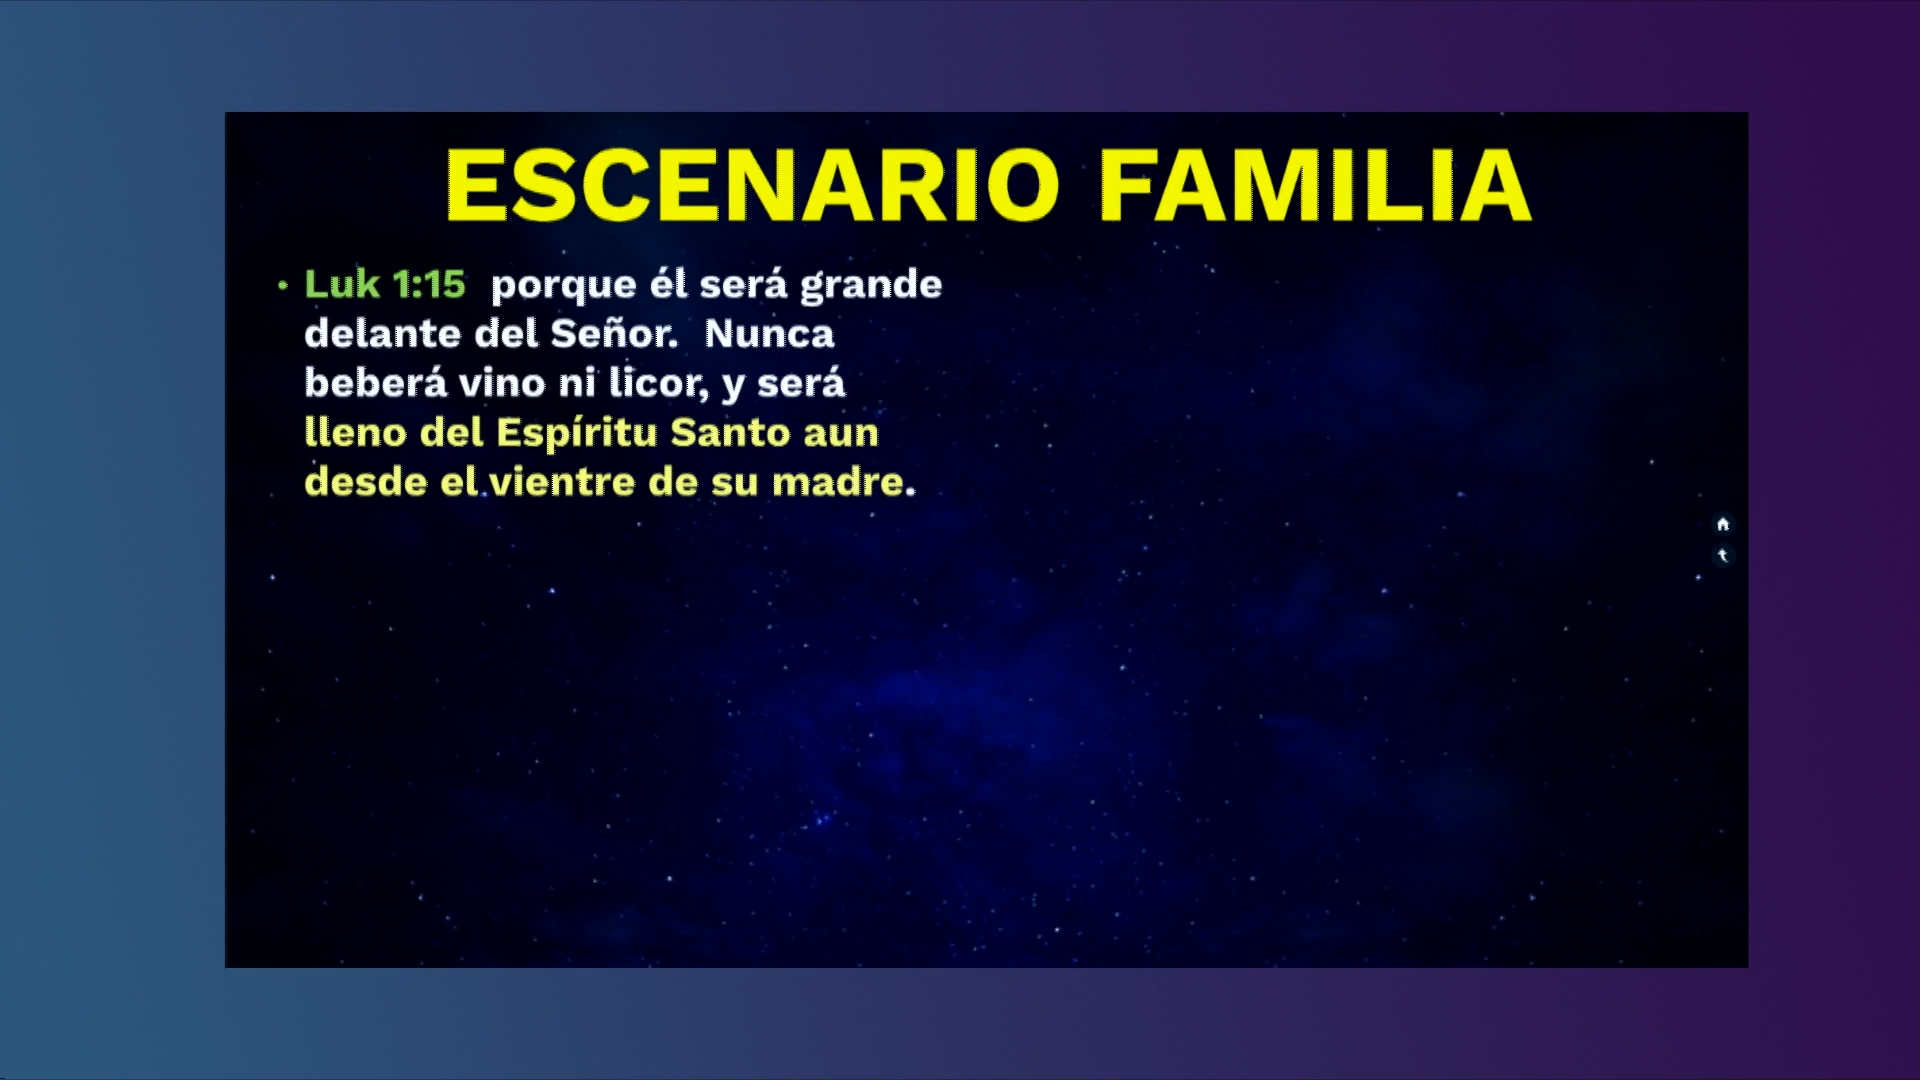 ESCENARIO FAMILIA
• Luk 1:15  porque él será grande
delante del Señor.  Nunca
beberá vino ni licor, y será
lleno del Espíritu Santo aun
desde el vientre de su madre.